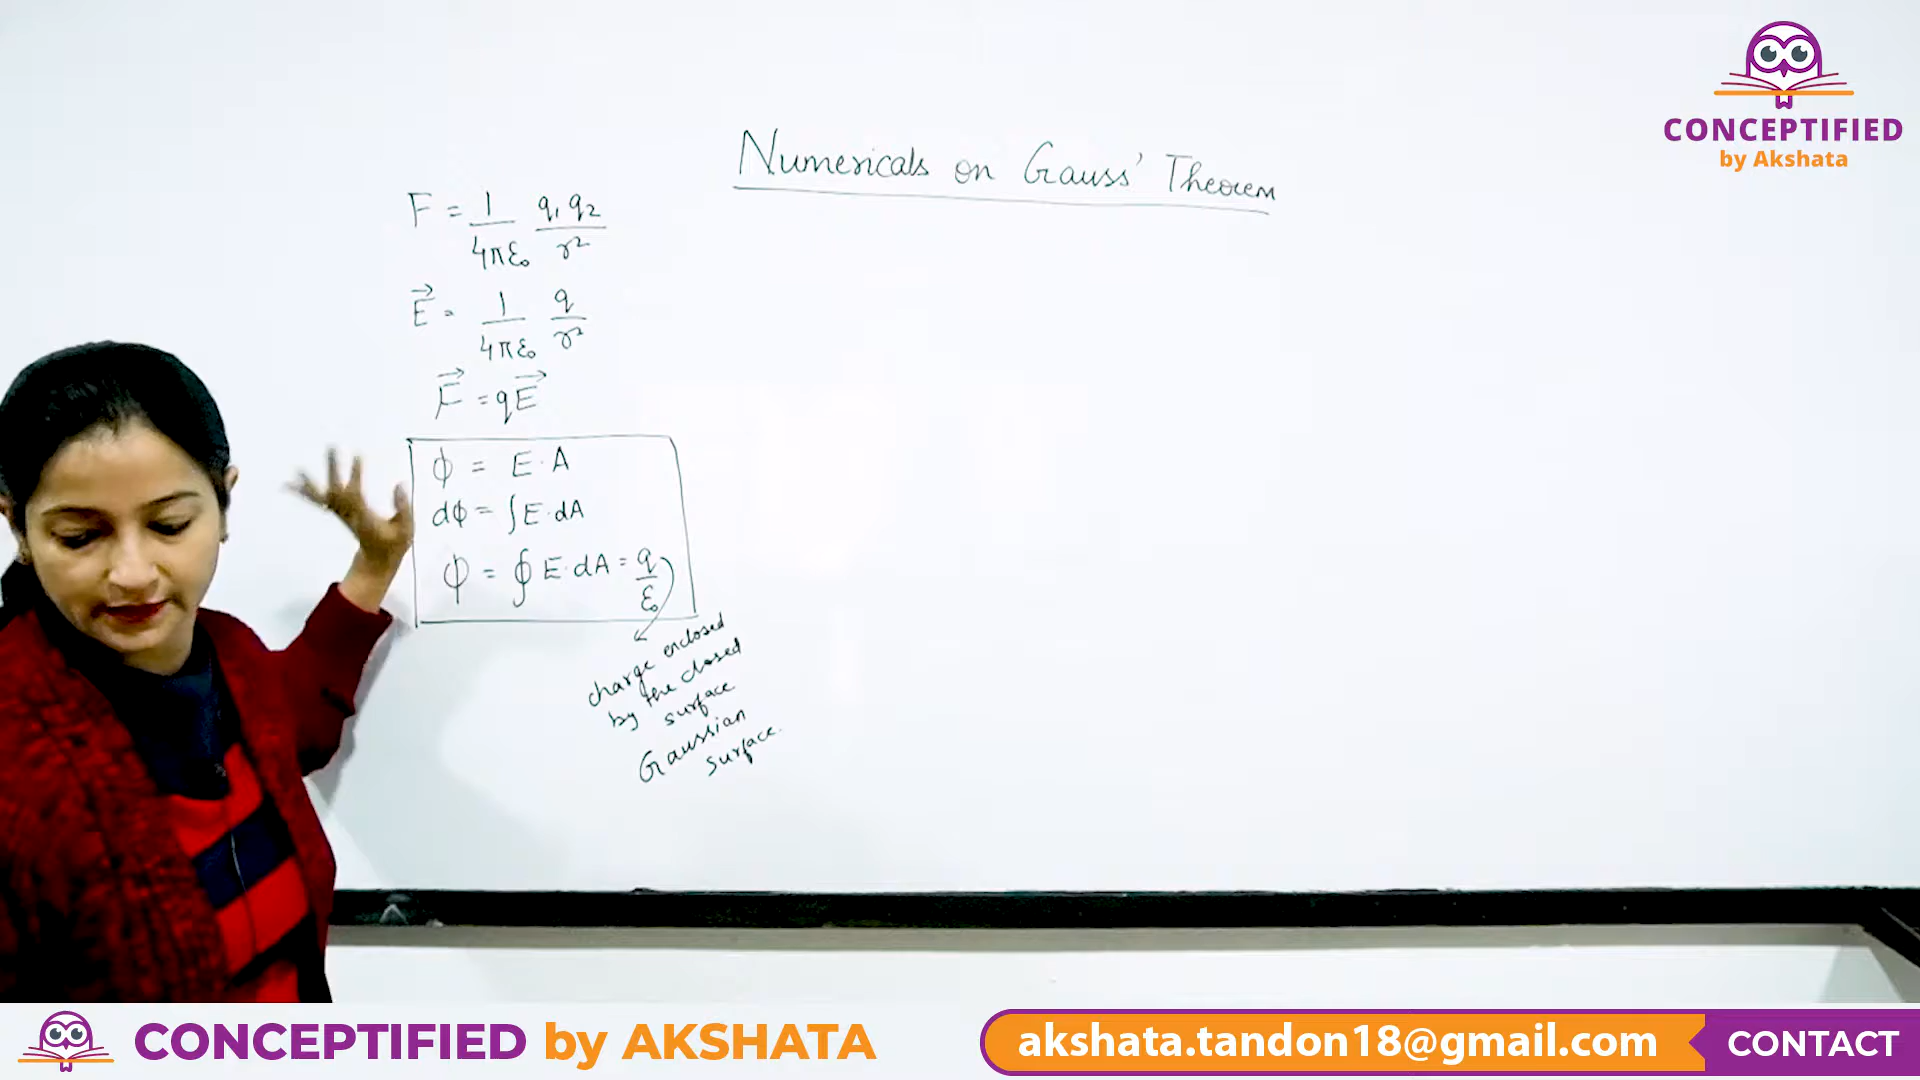 CONCEPTIFIED
by Akshata
Numericals on Gauss' Theorem
F = 1/4πε₀ q₁q₂/r²
E⃗ = 1/4πε₀ q/r²
F⃗ = qE⃗
ϕ = E·A
dϕ = ∫E·dA
ϕ = ∮E·dA = q/ε₀
charge enclosed
by the closed
surface
Gaussian
surface.
CONCEPTIFIED by AKSHATA
akshata.tandon18@gmail.com
CONTACT